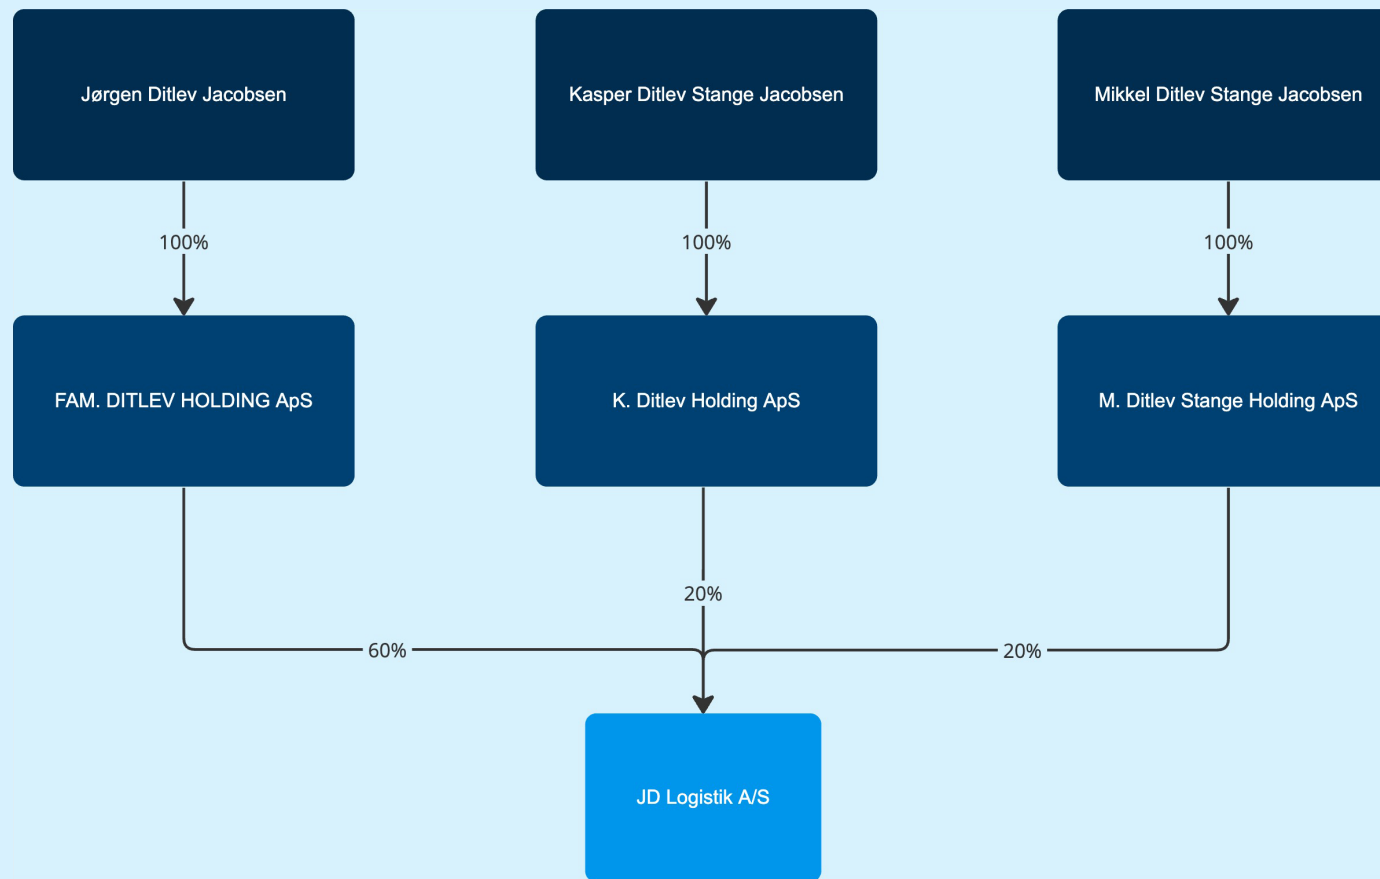 Jørgen Ditlev Jacobsen
Kasper Ditlev Stange Jacobsen
Mikkel Ditlev Stange Jacobsen
100%
100%
100%
FAM. DITLEV HOLDING ApS
K. Ditlev Holding ApS
M. Ditlev Stange Holding ApS
20%
60%
20%
JD Logistik A/S